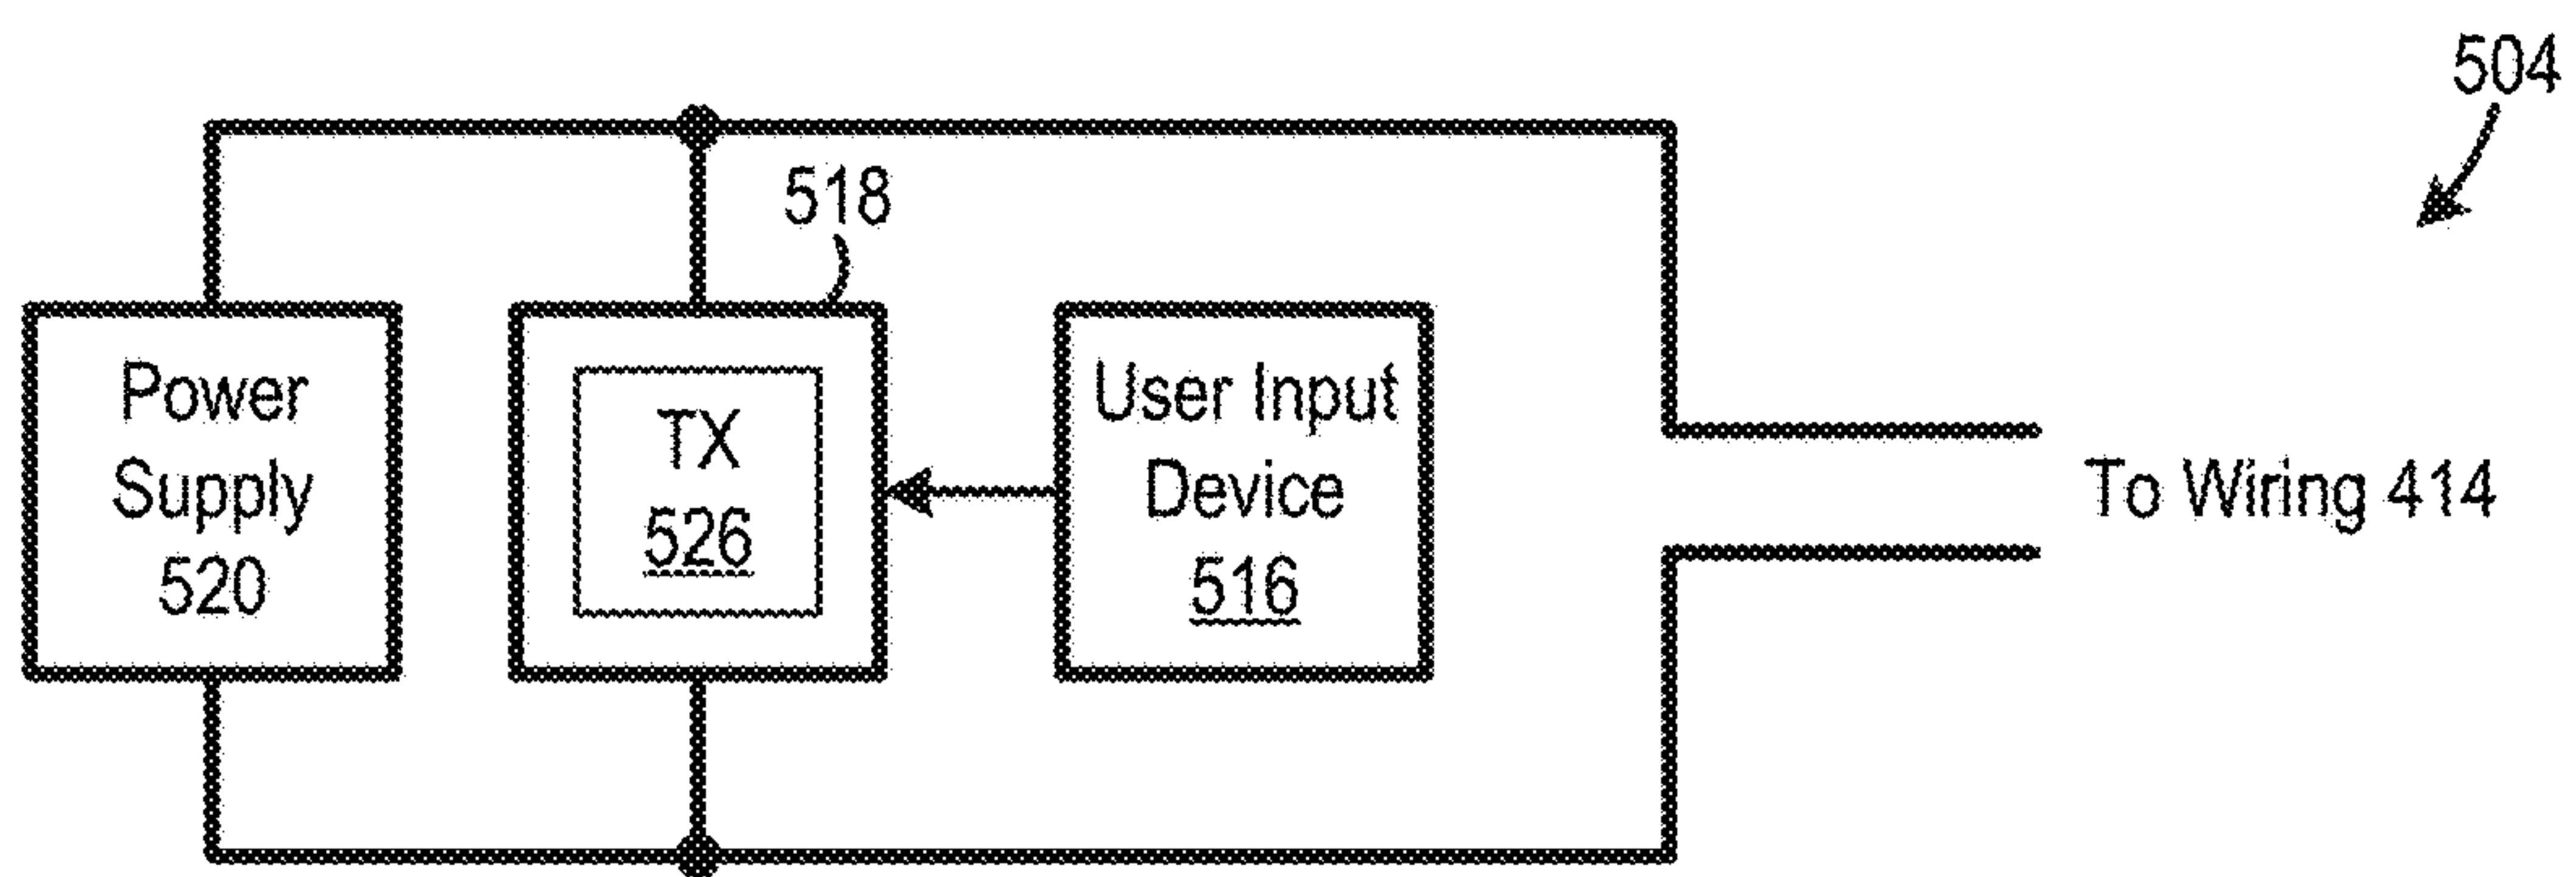 504
518
Power
Supply
520
TX
526
User Input
Device
516
To Wiring 414